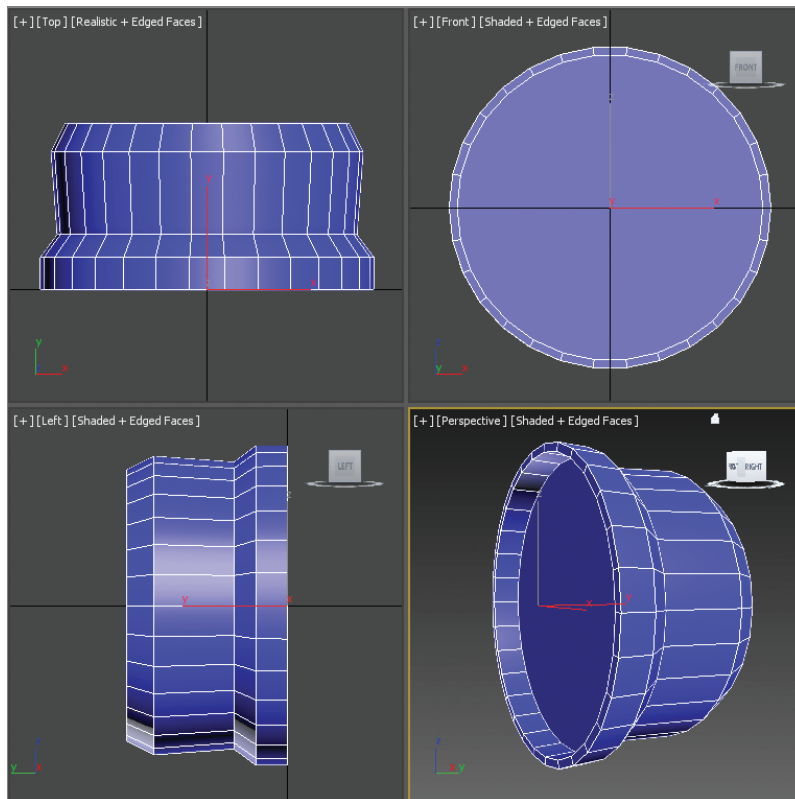 [+] [Top] [Realistic + Edged Faces]
[+] [Front] [Shaded + Edged Faces]
FRONT
z
y
x
y
x
z
y
x
y
x
[+] [Left] [Shaded + Edged Faces]
[+] [Perspective] [Shaded + Edged Faces]
LEFT
RIGHT
z
y
x
x
y
z
y
x
z
x
y